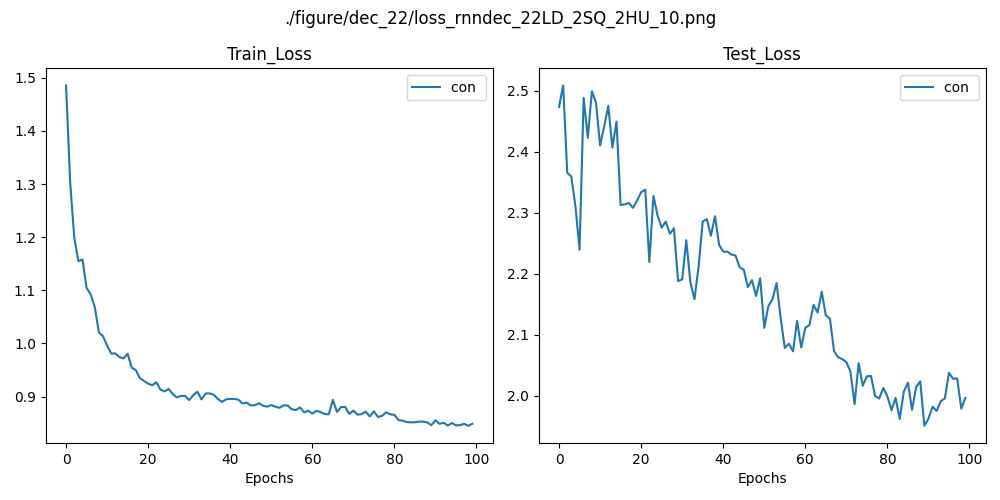 ./figure/dec_22/loss_rnndec_22LD_2SQ_2HU_10.png
Train_Loss
con
1.5
1.4
1.3
1.2
1.1
1.0
0.9
0 20 40 60 80 100
Epochs
Test_Loss
con
2.5
2.4
2.3
2.2
2.1
2.0
0 20 40 60 80 100
Epochs